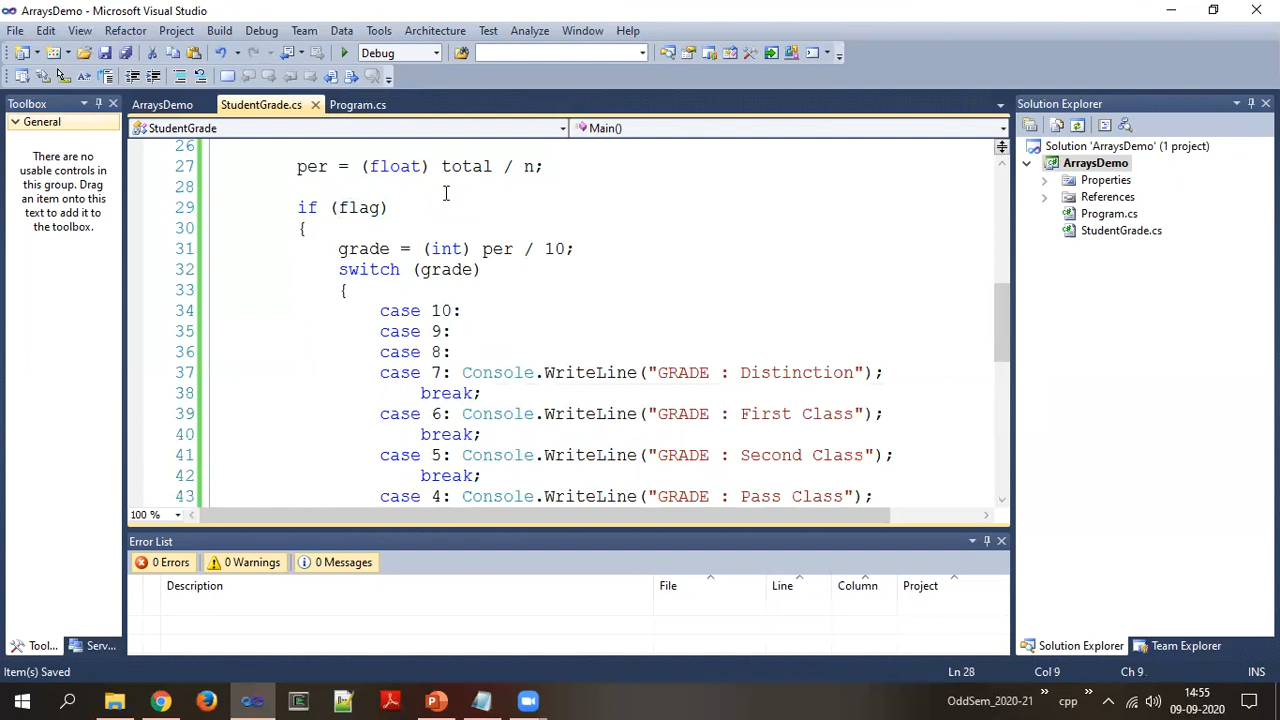 ArraysDemo - Microsoft Visual Studio
File Edit View Refactor Project Build Debug Team Data Tools Architecture Test Analyze Window Help
Debug
Toolbox
General
There are no
usable controls in
this group. Drag
an item onto this
text to add it to
the toolbox.
Tool... Serv...
ArraysDemo StudentGrade.cs Program.cs
StudentGrade Main()
26
27 per = (float) total / n;
28
29 if (flag)
30 {
31 grade = (int) per / 10;
32 switch (grade)
33 {
34 case 10:
35 case 9:
36 case 8:
37 case 7: Console.WriteLine("GRADE : Distinction");
38 break;
39 case 6: Console.WriteLine("GRADE : First Class");
40 break;
41 case 5: Console.WriteLine("GRADE : Second Class");
42 break;
43 case 4: Console.WriteLine("GRADE : Pass Class");
100 %
Error List
0 Errors 0 Warnings 0 Messages
Description File Line Column Project
Solution Explorer
Solution 'ArraysDemo' (1 project)
ArraysDemo
Properties
References
Program.cs
StudentGrade.cs
Solution Explorer Team Explorer
Item(s) Saved Ln 28 Col 9 Ch 9 INS
OddSem_2020-21 cpp 14:55
09-09-2020